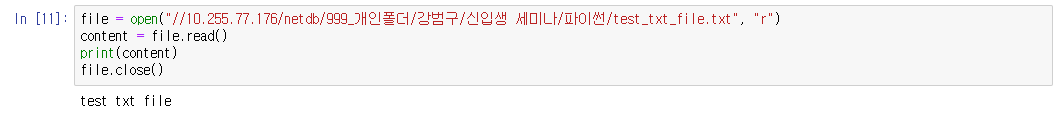 In [11]: file = open("//10.255.77.176/netdb/999_개인폴더/강범구/신입생 세미나/파이썬/test_txt_file.txt", "r")
content = file.read()
print(content)
file.close()
test txt file